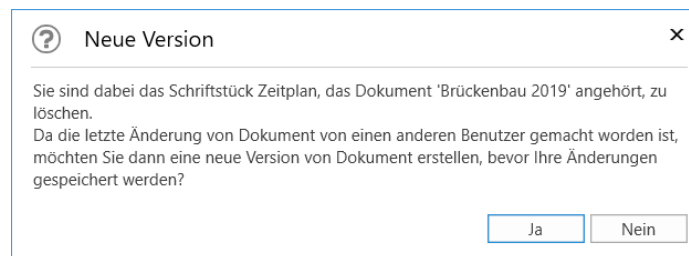 Neue Version
Sie sind dabei das Schriftstück Zeitplan, das Dokument 'Brückenbau 2019' angehört, zu
löschen.
Da die letzte Änderung von Dokument von einen anderen Benutzer gemacht worden ist,
möchten Sie dann eine neue Version von Dokument erstellen, bevor Ihre Änderungen
gespeichert werden?
Ja Nein